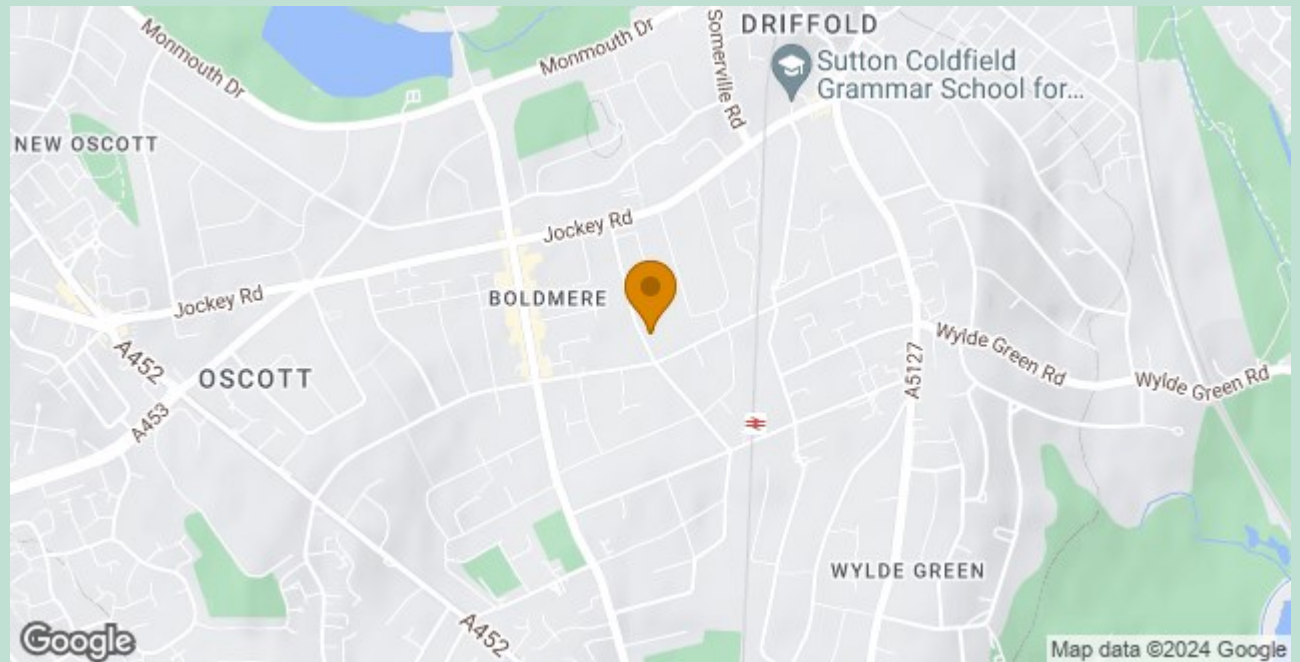 DRIFFOLD
Monmouth Dr
Monmouth Dr
Somerville Rd
Sutton Coldfield
Grammar School for...
NEW OSCOTT
Jockey Rd
Jockey Rd
BOLDMERE
A452
OSCOTT
A453
A5127
Wylde Green Rd
Wylde Green Rd
WYLDE GREEN
A452
Google
Map data ©2024 Google